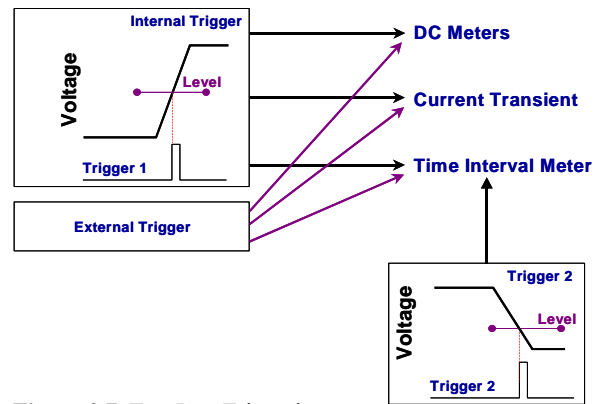 Internal Trigger
Voltage
Level
Trigger 1
External Trigger
DC Meters
Current Transient
Time Interval Meter
Trigger 2
Voltage
Level
Trigger 2